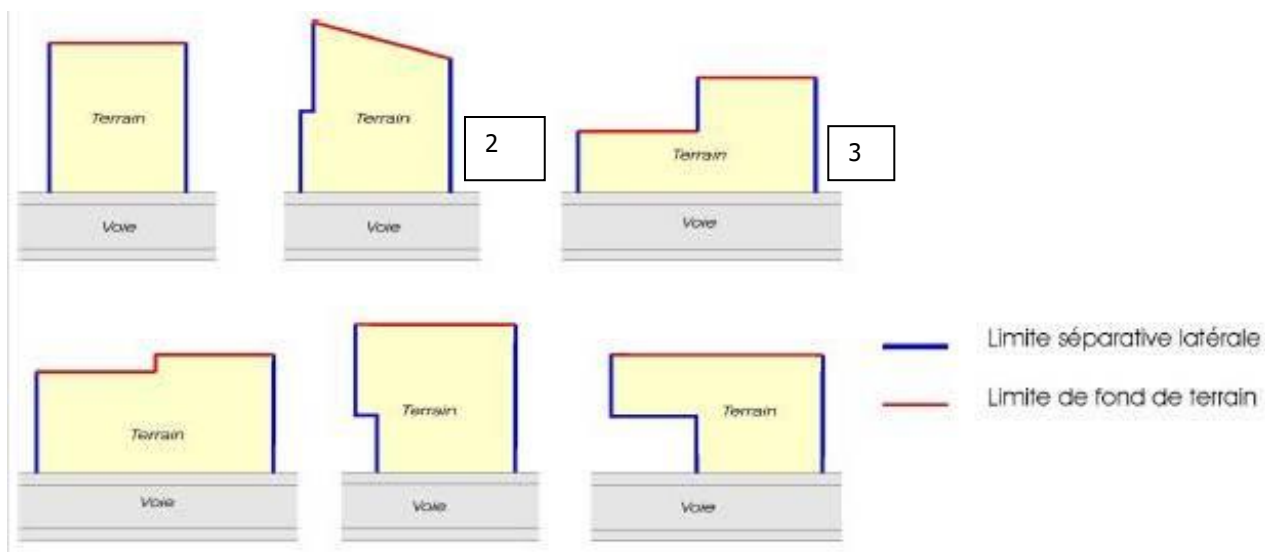 Terrain
Voie
Terrain
2
Voie
Terrain
3
Voie
Terrain
Voie
Terrain
Voie
Terrain
Voie
Limite séparative latérale
Limite de fond de terrain